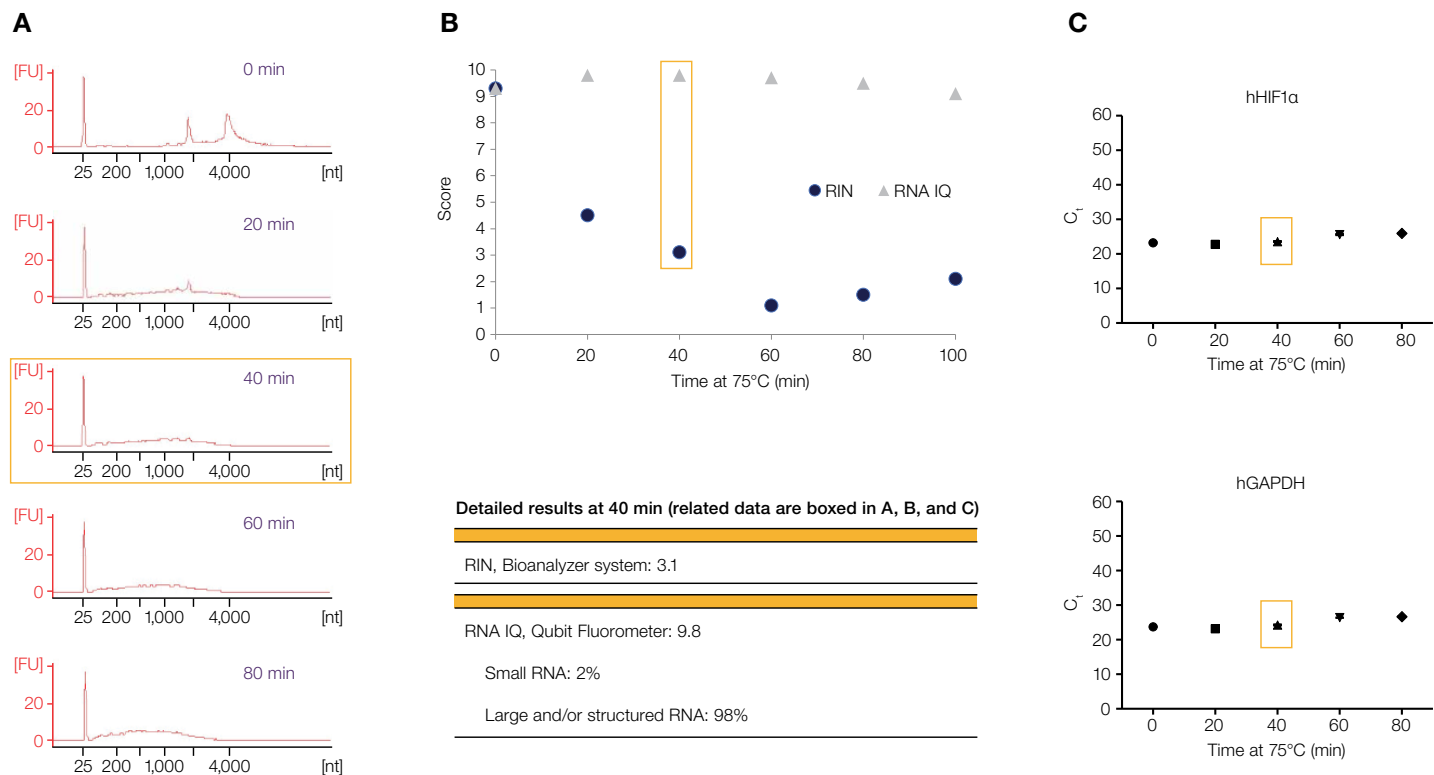 A
[FU]
0 min
20
0
25 200 1,000 4,000 [nt]
[FU]
20 min
20
0
25 200 1,000 4,000 [nt]
[FU]
40 min
20
0
25 200 1,000 4,000 [nt]
[FU]
60 min
20
0
25 200 1,000 4,000 [nt]
[FU]
80 min
20
0
25 200 1,000 4,000 [nt]
B
10
9
8
7
6
5
4
3
2
1
0
Score
RIN RNA IQ
0 20 40 60 80 100
Time at 75°C (min)
Detailed results at 40 min (related data are boxed in A, B, and C)
RIN, Bioanalyzer system: 3.1
RNA IQ, Qubit Fluorometer: 9.8
Small RNA: 2%
Large and/or structured RNA: 98%
C
hHIF1α
60
50
40
30
20
10
0
Ct
0 20 40 60 80
Time at 75°C (min)
hGAPDH
60
50
40
30
20
10
0
Ct
0 20 40 60 80
Time at 75°C (min)